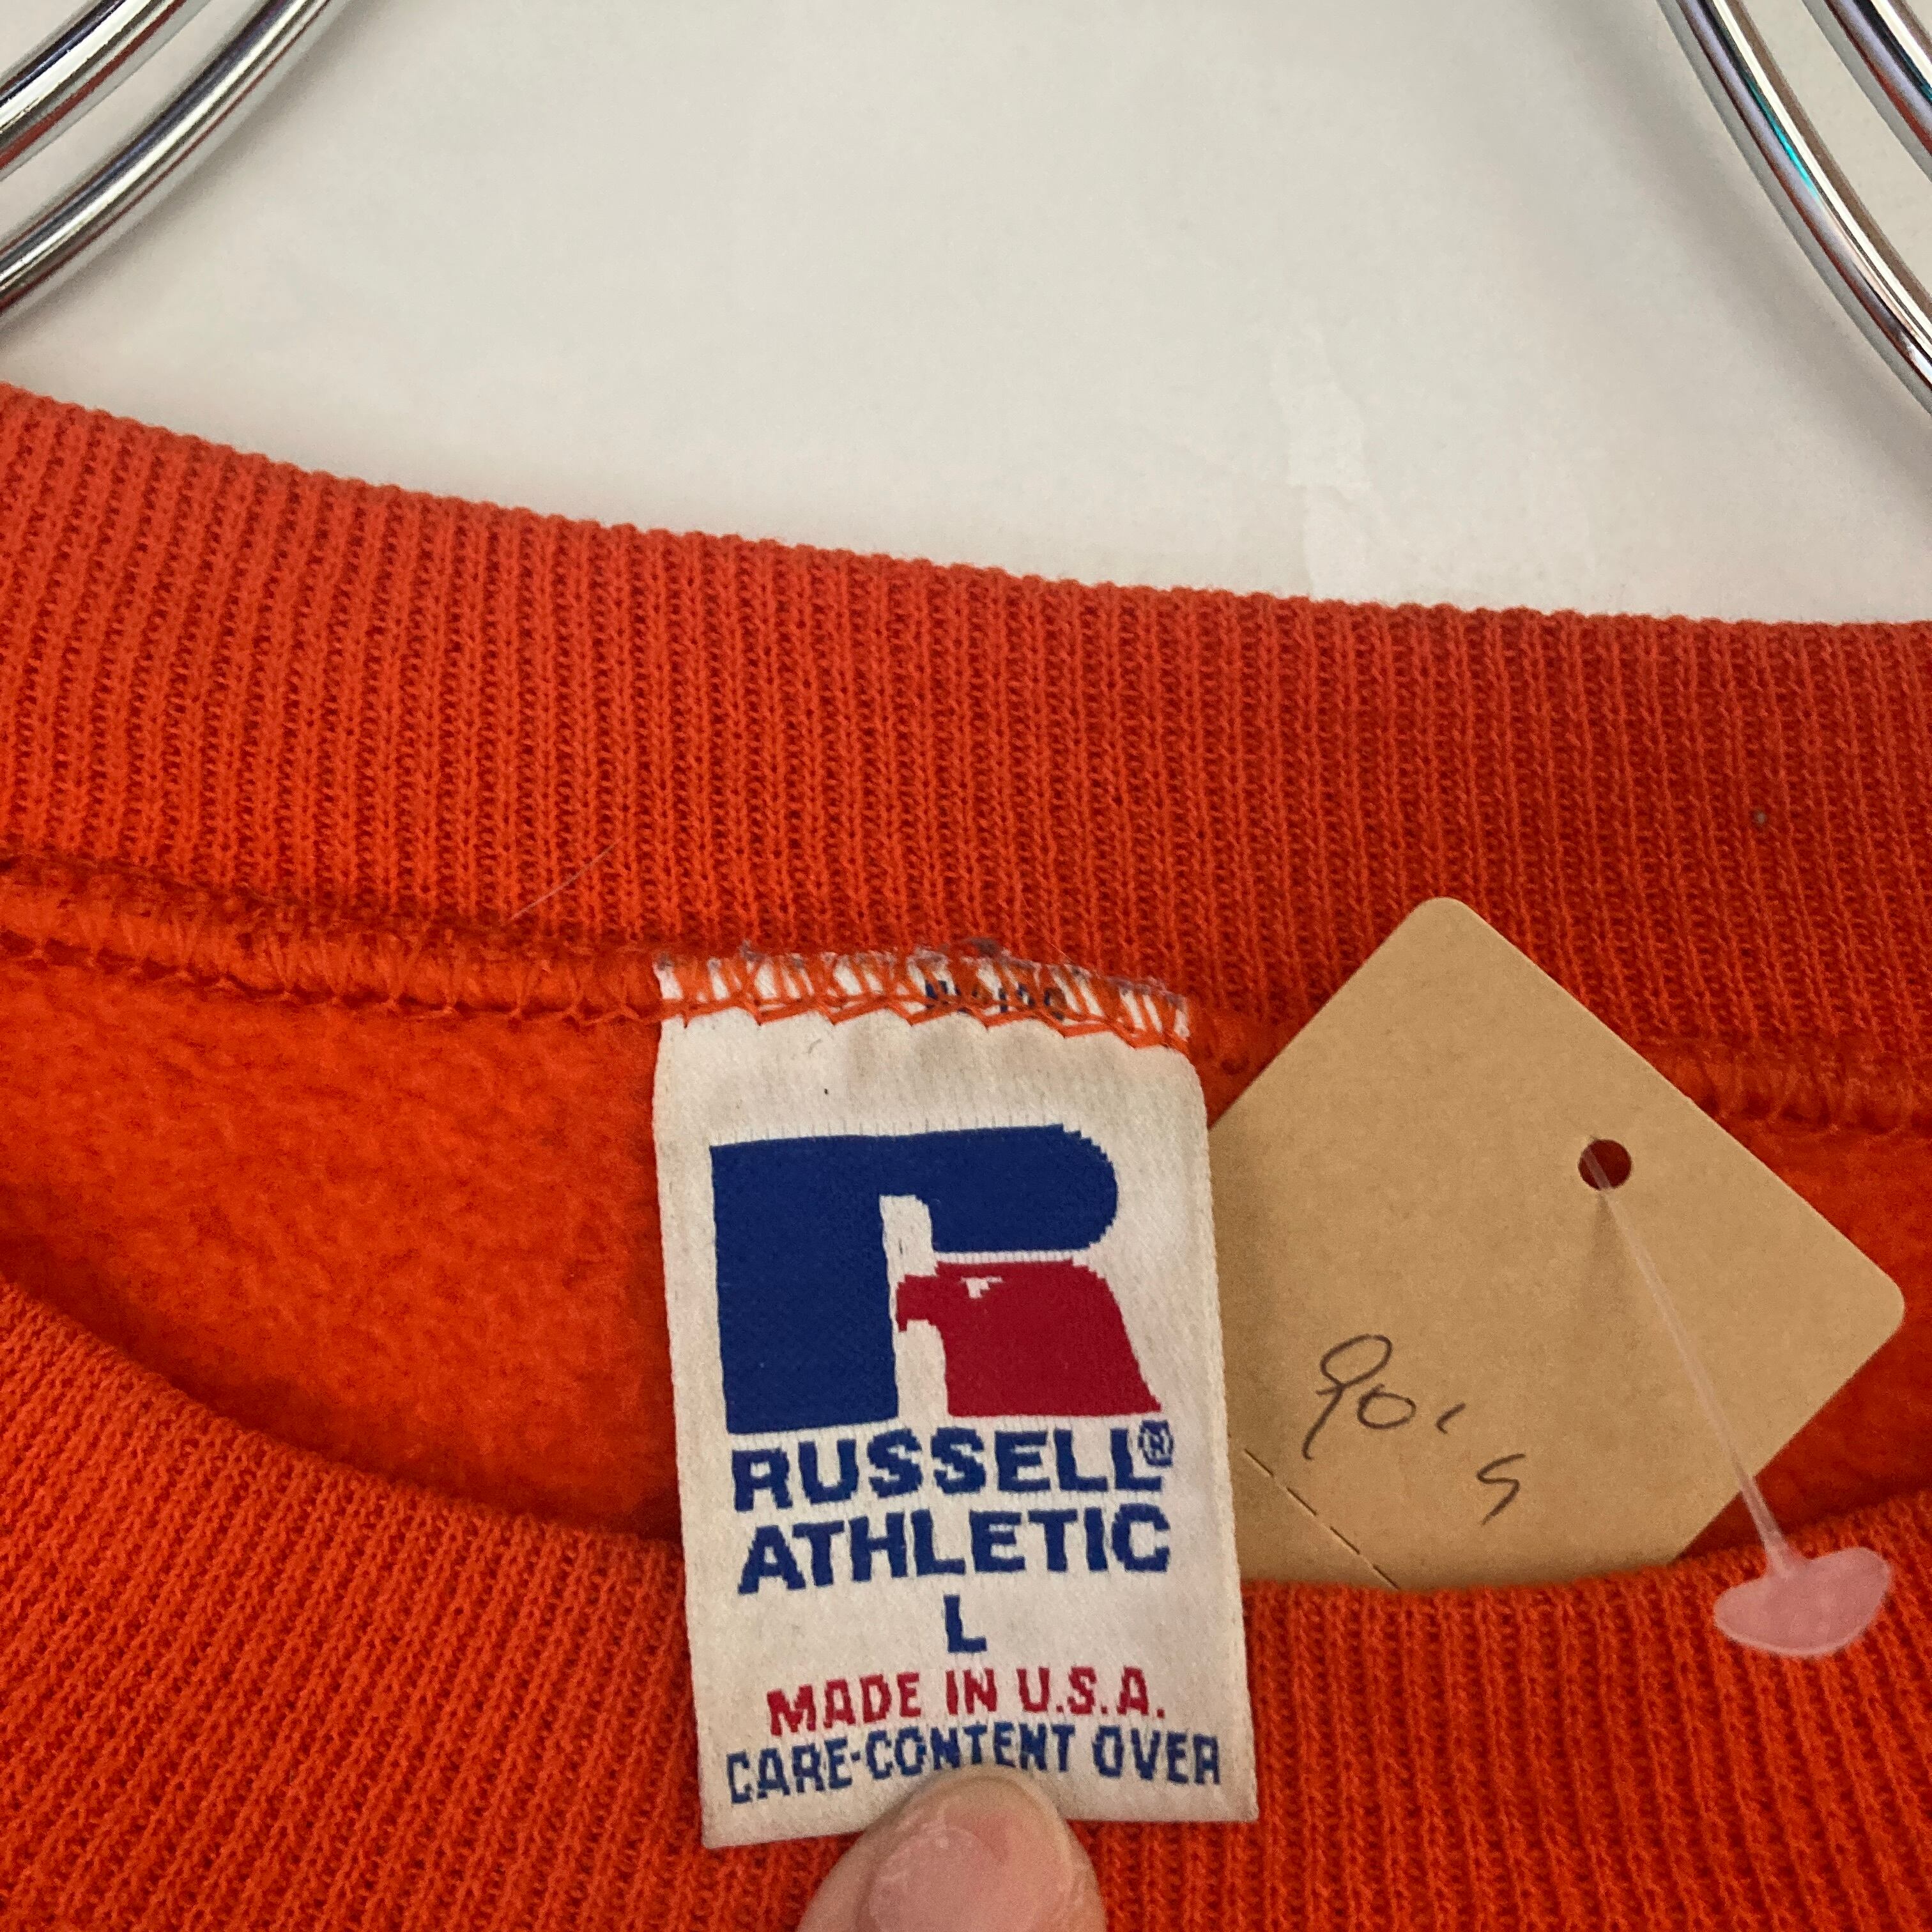 RUSSELL®
ATHLETIC
L
MADE IN U.S.A.
CARE-CONTENT OVER
90's